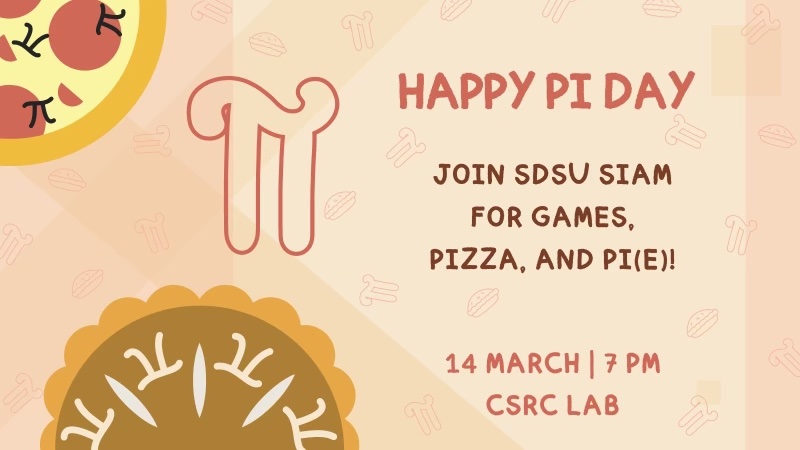 π
HAPPY PI DAY
JOIN SDSU SIAM
FOR GAMES,
PIZZA, AND PI(E)!
14 MARCH | 7 PM
CSRC LAB